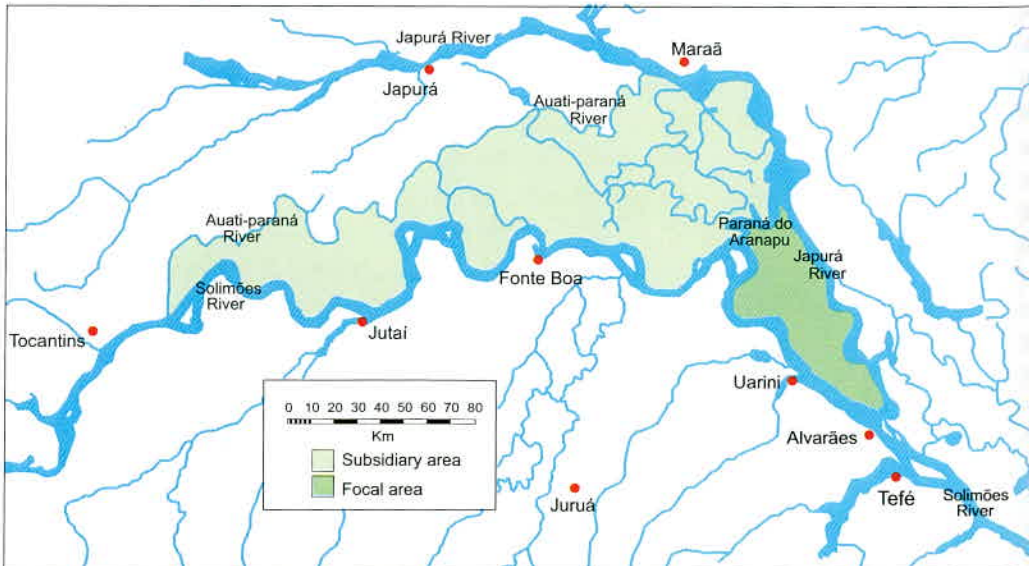 Japurá River
Maraã
Japurá
Auati-paraná
River
Auati-paraná
River
Paraná do
Aranapu
Japurá
River
Fonte Boa
Solimões
River
Tocantins
Jutaí
Uarini
0 10 20 30 40 50 60 70 80
Km
Subsidiary area
Focal area
Alvarães
Juruá
Tefé
Solimões
River